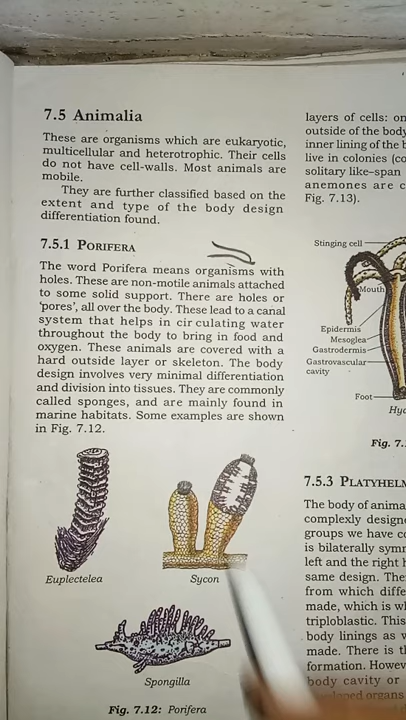 7.5 Animalia
These are organisms which are eukaryotic,
multicellular and heterotrophic. Their cells
do not have cell-walls. Most animals are
mobile.
They are further classified based on the
extent and type of the body design
differentiation found.
7.5.1 PORIFERA
The word Porifera means organisms with
holes. These are non-motile animals attached
to some solid support. There are holes or
'pores', all over the body. These lead to a canal
system that helps in circulating water
throughout the body to bring in food and
oxygen. These animals are covered with a
hard outside layer or skeleton. The body
design involves very minimal differentiation
and division into tissues. They are commonly
called sponges, and are mainly found in
marine habitats. Some examples are shown
in Fig. 7.12.
Euplectelea
Sycon
Spongilla
Fig. 7.12: Porifera
layers of cells: on
outside of the body
inner lining of the b
live in colonies (co
solitary like–span
anemones are c
Fig. 7.13).
Stinging cell
Mouth
Epidermis
Mesoglea
Gastrodermis
Gastrovascular
cavity
Foot
Hyd
Fig. 7.
7.5.3 PLATYHELM
The body of anima
complexly designe
groups we have co
is bilaterally symm
left and the right h
same design. The
from which diffe
made, which is wh
triploblastic. This
body linings as w
made. There is th
formation. Howev
body cavity or
organs